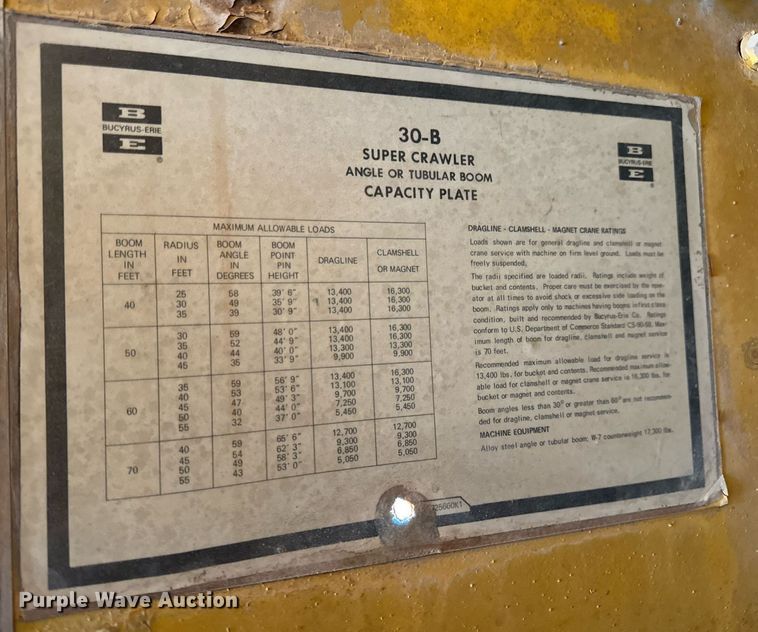 B
BUCYRUS-ERIE
E
®
30-B
SUPER CRAWLER
ANGLE OR TUBULAR BOOM
CAPACITY PLATE
B
BUCYRUS-ERIE
E
®
MAXIMUM ALLOWABLE LOADS
BOOM LENGTH IN FEET RADIUS IN FEET BOOM ANGLE IN DEGREES BOOM POINT PIN HEIGHT DRAGLINE CLAMSHELL OR MAGNET
40 25 58 39' 6" 13,400 16,300
30 49 35' 9" 13,400 16,300
35 39 30' 9" 13,400 16,300
50 30 59 48' 0" 13,400 16,300
35 52 44' 9" 13,400 16,300
40 44 40' 0" 13,300 13,300
45 35 33' 9" 9,900 9,900
60 35 59 56' 9" 13,400 16,300
40 53 53' 6" 13,100 13,100
45 47 49' 3" 9,700 9,700
50 40 44' 0" 7,250 7,250
55 32 37' 0" 5,450 5,450
70 40 59 65' 6" 12,700 12,700
45 54 62' 3" 9,300 9,300
50 49 58' 3" 6,850 6,850
55 43 53' 0" 5,050 5,050
DRAGLINE - CLAMSHELL - MAGNET CRANE RATINGS
Loads shown are for general dragline and clamshell or magnet
crane service with machine on firm level ground. Loads must be
freely suspended.
The radii specified are loaded radii. Ratings include weight of
bucket and contents. Proper care must be exercised by the oper-
ator at all times to avoid shock or excessive side loading on the
boom. Ratings apply only to machines having booms in first class
condition, built and recommended by Bucyrus-Erie Co. Ratings
conform to U.S. Department of Commerce Standard CS-90-58. Max-
imum length of boom for dragline, clamshell and magnet service
is 70 feet.
Recommended maximum allowable load for dragline service is
13,400 lbs. for bucket and contents. Recommended maximum allow-
able load for clamshell or magnet crane service is 16,300 lbs. for
bucket or magnet and contents.
Boom angles less than 30° or greater than 60° are not recommen-
ded for dragline, clamshell or magnet service.
MACHINE EQUIPMENT
Alloy steel angle or tubular boom; W-7 counterweight 17,300 lbs.
725660K1
Purple Wave Auction